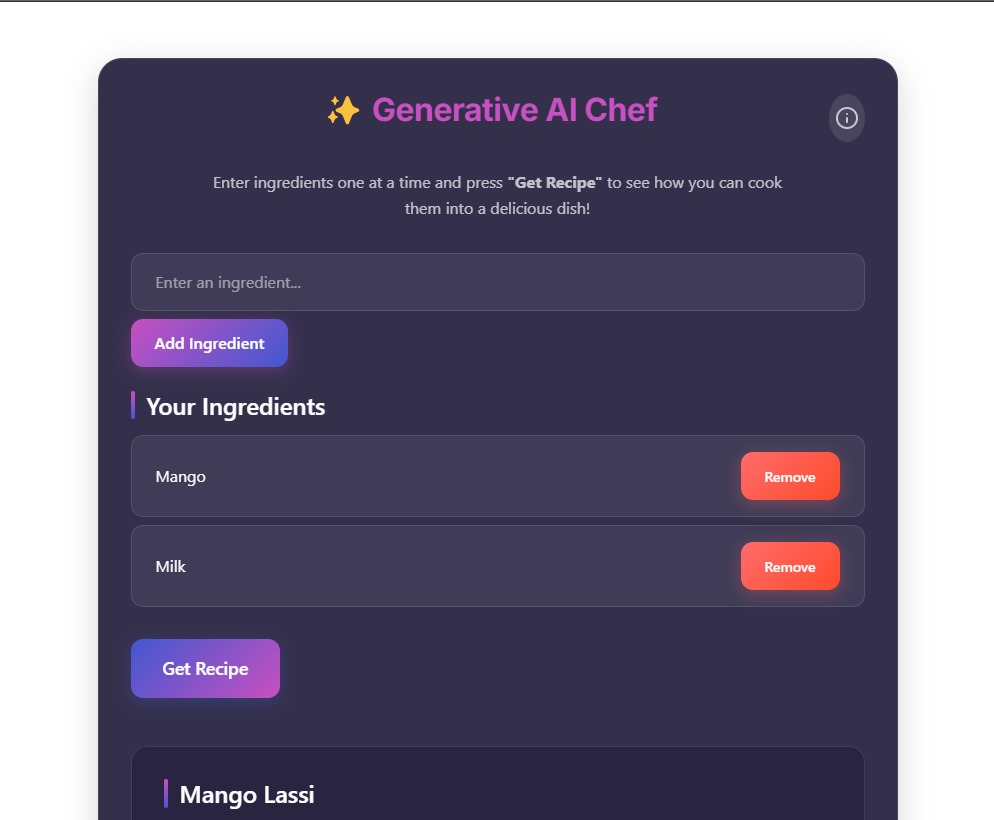 ✨ Generative AI Chef
Enter ingredients one at a time and press "Get Recipe" to see how you can cook
them into a delicious dish!
Enter an ingredient...
Add Ingredient
Your Ingredients
Mango
Remove
Milk
Remove
Get Recipe
Mango Lassi